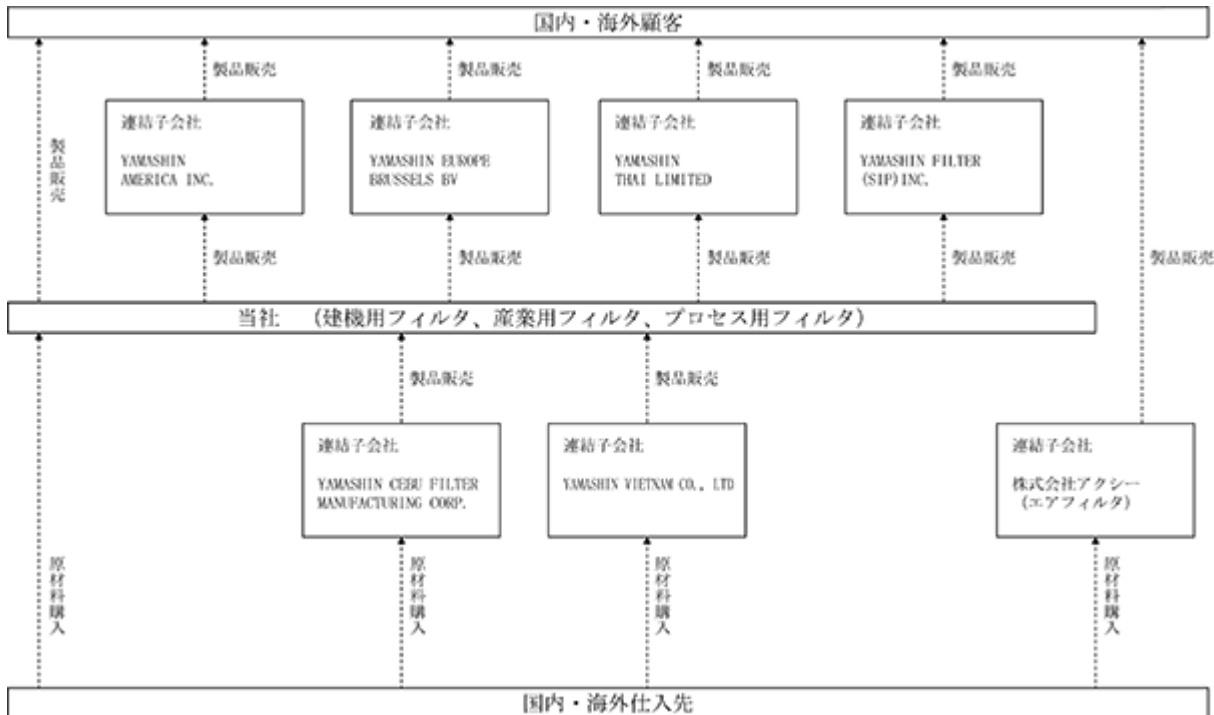 国内・海外顧客
製品販売
製品販売
製品販売
製品販売
製品販売
連結子会社
YAMASHIN
AMERICA INC.
連結子会社
YAMASHIN EUROPE
BRUSSELS BV
連結子会社
YAMASHIN
THAI LIMITED
連結子会社
YAMASHIN FILTER
(SIP)INC.
製品販売
製品販売
製品販売
製品販売
製品販売
当社 （建機用フィルタ、産業用フィルタ、プロセス用フィルタ）
製品販売
製品販売
連結子会社
YAMASHIN CEBU FILTER
MANUFACTURING CORP.
連結子会社
YAMASHIN VIETNAM CO., LTD
連結子会社
株式会社アクシー
（エアフィルタ）
原材料購入
原材料購入
原材料購入
原材料購入
国内・海外仕入先